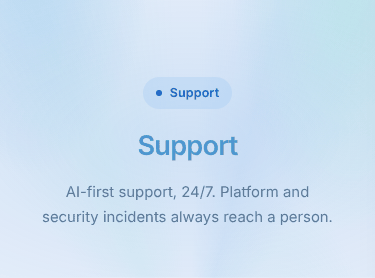 Support
Support
AI-first support, 24/7. Platform and
security incidents always reach a person.